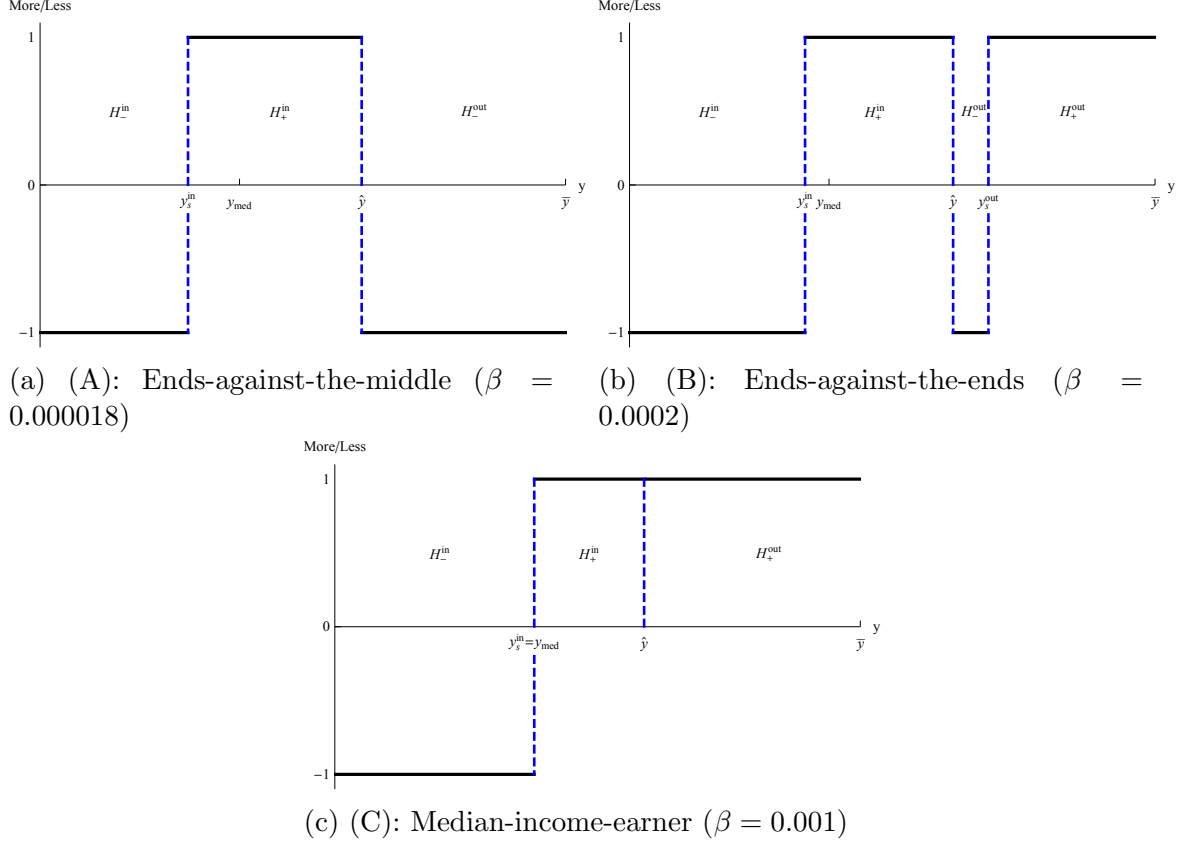 More/Less
1
H_-^in
H_+^in
H_-^out
0
y_s^in
y_med
ŷ
y̅
y
−1
(a) (A): Ends-against-the-middle (β =
0.000018)
More/Less
1
H_-^in
H_+^in
H_-^out
H_+^out
0
y_s^in
y_med
ŷ
y_s^out
y̅
y
−1
(b) (B): Ends-against-the-ends (β =
0.0002)
More/Less
1
H_-^in
H_+^in
H_+^out
0
y_s^in=y_med
ŷ
y̅
y
−1
(c) (C): Median-income-earner (β = 0.001)